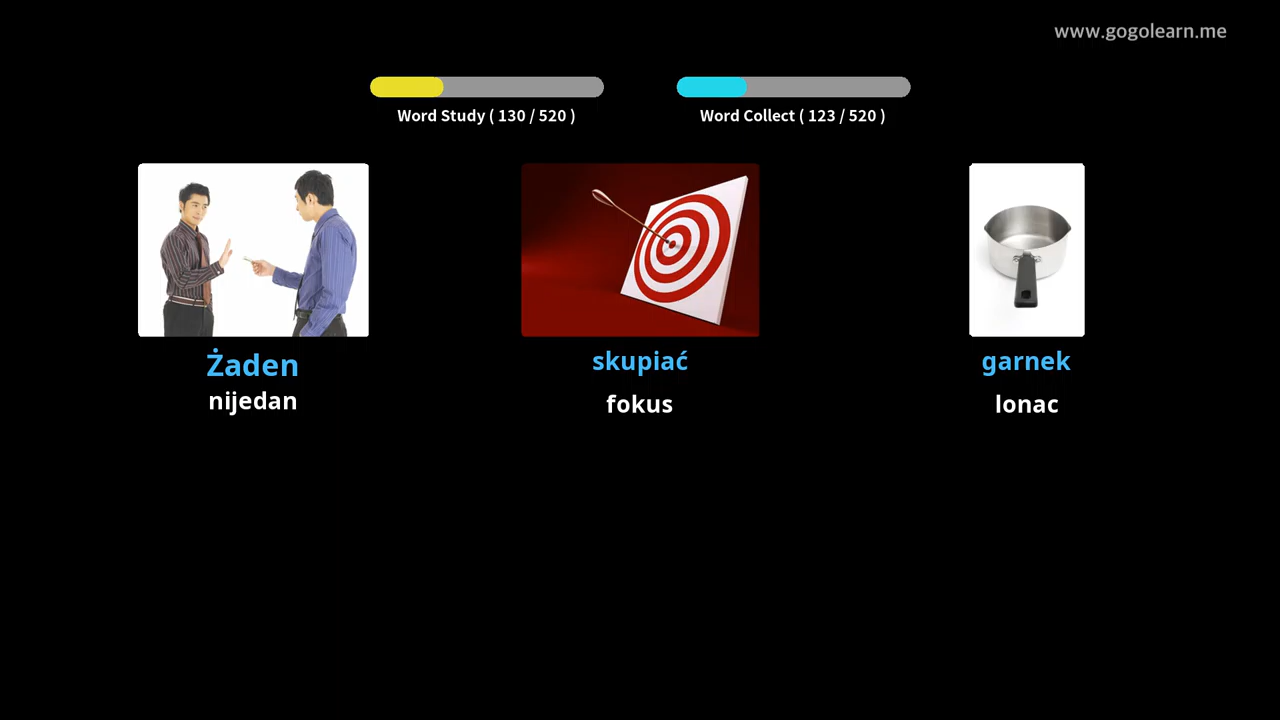 www.gogolearn.me
Word Study ( 130 / 520 )
Word Collect ( 123 / 520 )
Żaden
nijedan
skupiać
fokus
garnek
lonac